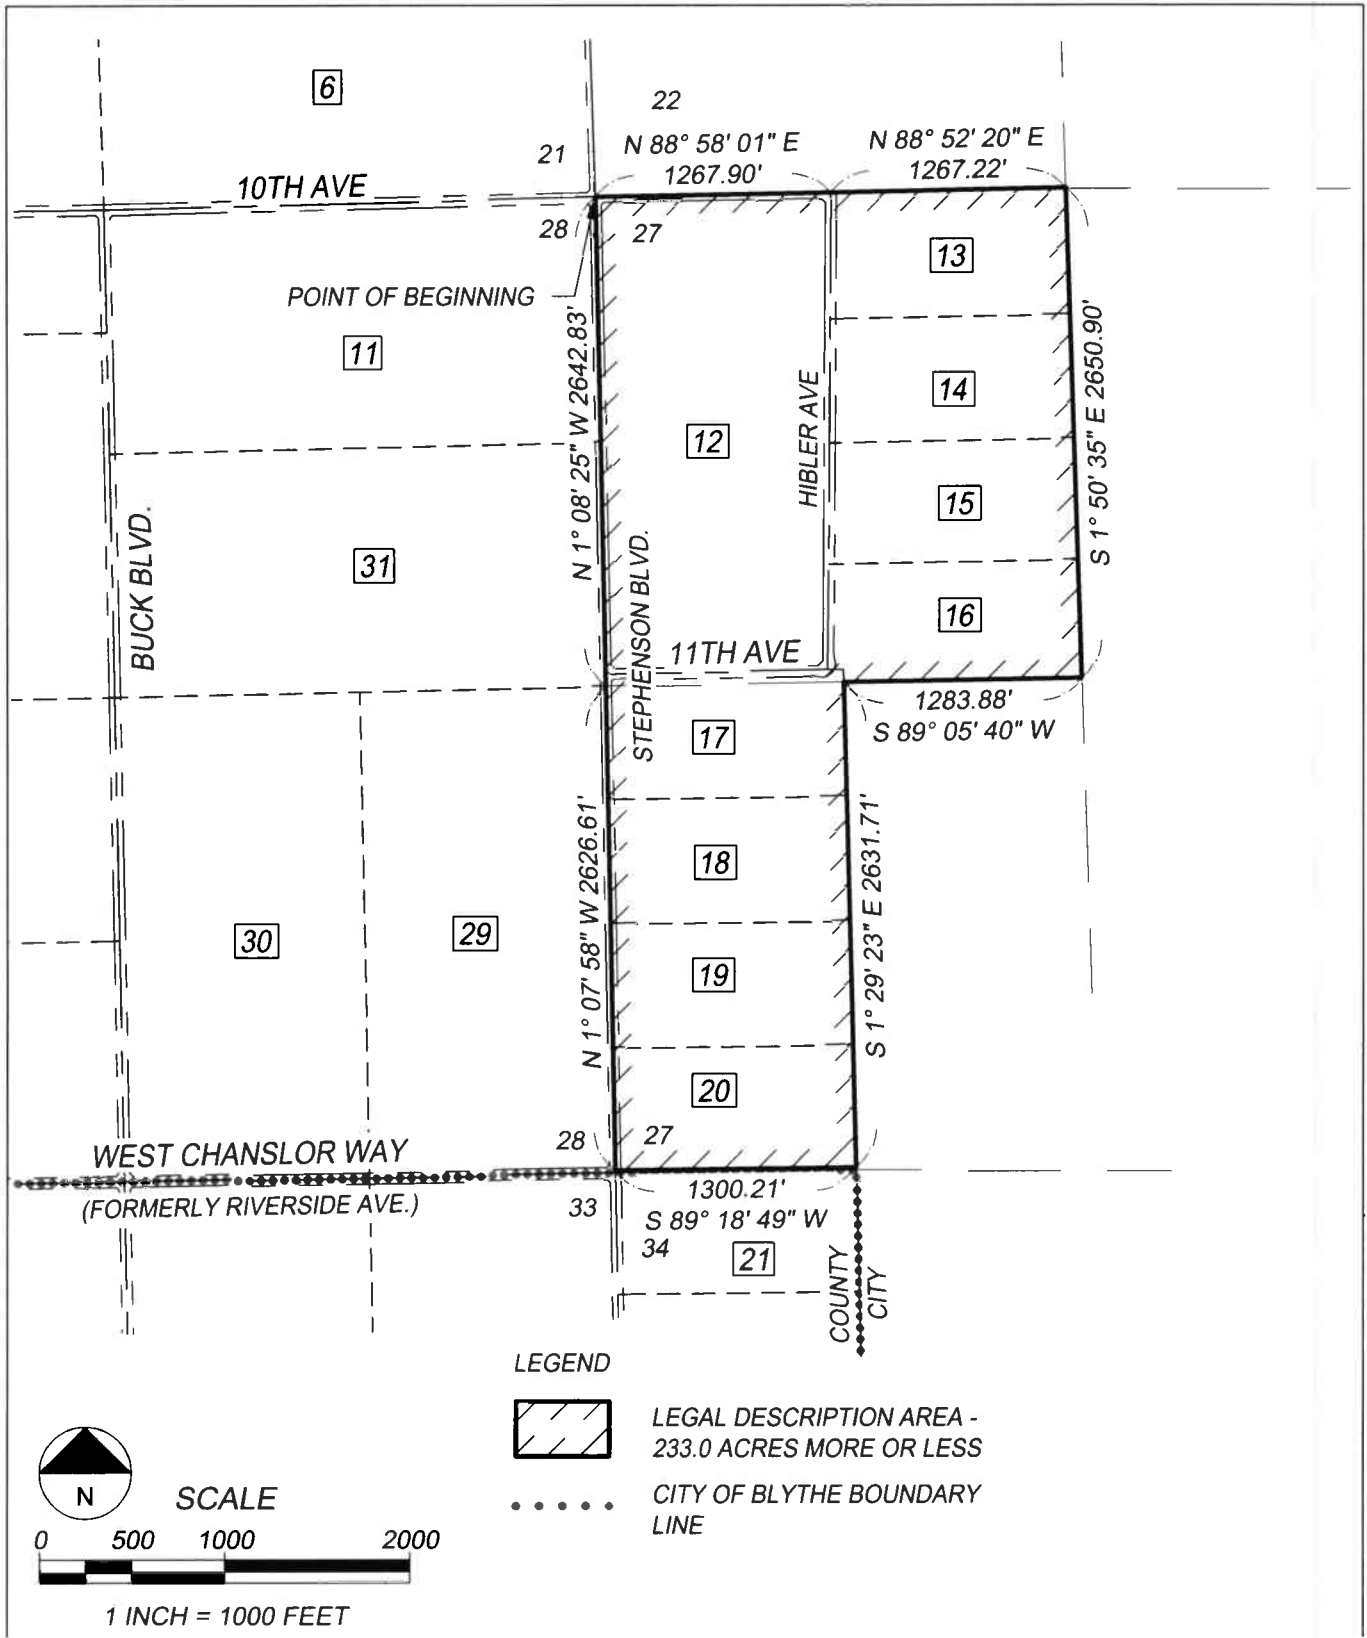 6
22
21
N 88° 58' 01" E
1267.90'
N 88° 52' 20" E
1267.22'
10TH AVE
28
27
13
POINT OF BEGINNING
11
N 1° 08' 25" W 2642.83'
12
HIBLER AVE
14
S 1° 50' 35" E 2650.90'
15
BUCK BLVD.
31
STEPHENSON BLVD.
16
11TH AVE
1283.88'
S 89° 05' 40" W
17
N 1° 07' 58" W 2626.61'
18
S 1° 29' 23" E 2631.71'
30
29
19
20
WEST CHANSLOR WAY
28
27
(FORMERLY RIVERSIDE AVE.)
33
1300.21'
S 89° 18' 49" W
34
21
COUNTY
CITY
LEGEND
LEGAL DESCRIPTION AREA -
233.0 ACRES MORE OR LESS
CITY OF BLYTHE BOUNDARY
LINE
N
SCALE
0 500 1000 2000
1 INCH = 1000 FEET